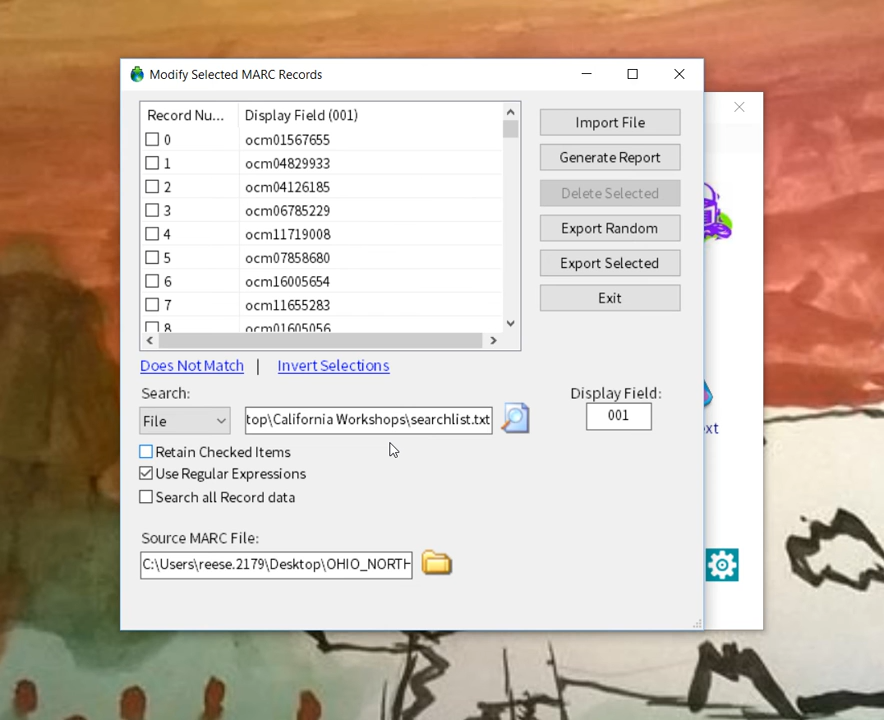 Modify Selected MARC Records
Record Nu... Display Field (001)
0 ocm01567655
1 ocm04829933
2 ocm04126185
3 ocm06785229
4 ocm11719008
5 ocm07858680
6 ocm16005654
7 ocm11655283
8 ocm01605056
Import File
Generate Report
Delete Selected
Export Random
Export Selected
Exit
Does Not Match | Invert Selections
Search:
File top\California Workshops\searchlist.txt
Display Field:
001
Retain Checked Items
Use Regular Expressions
Search all Record data
Source MARC File:
C:\Users\reese.2179\Desktop\OHIO_NORTH
ext